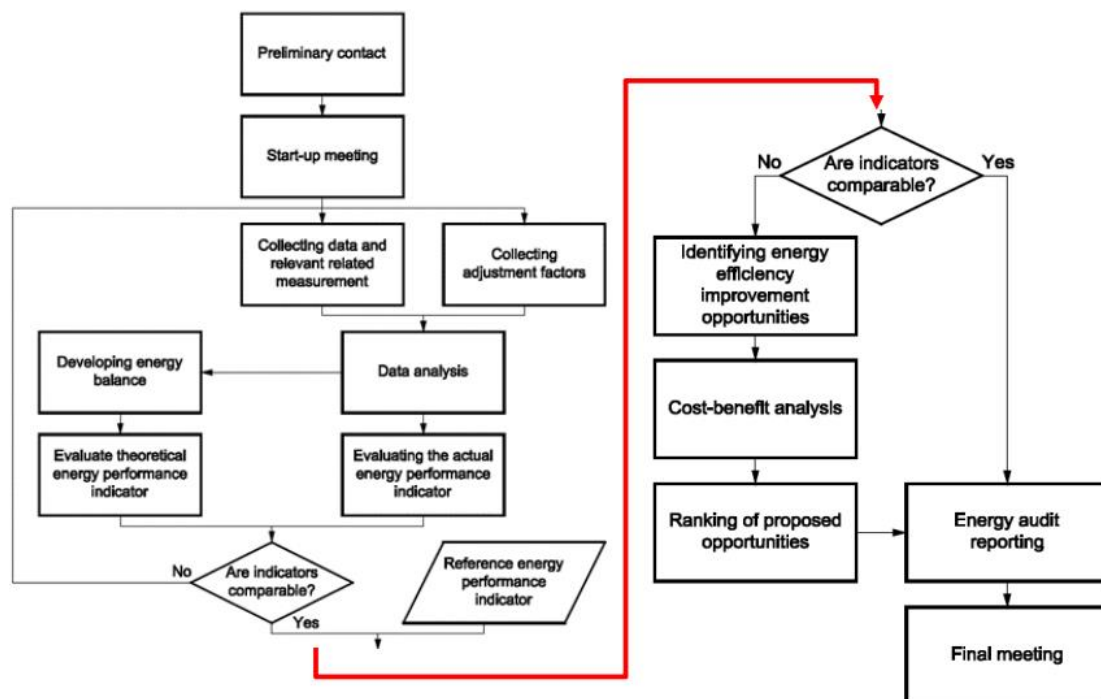 Preliminary contact
Start-up meeting
Collecting data and
relevant related
measurement
Collecting
adjustment factors
Developing energy
balance
Data analysis
Evaluate theoretical
energy performance
indicator
Evaluating the actual
energy performance
indicator
No
Are indicators
comparable?
Yes
Reference energy
performance
indicator
No
Are indicators
comparable?
Yes
Identifying energy
efficiency
improvement
opportunities
Cost-benefit analysis
Ranking of proposed
opportunities
Energy audit
reporting
Final meeting